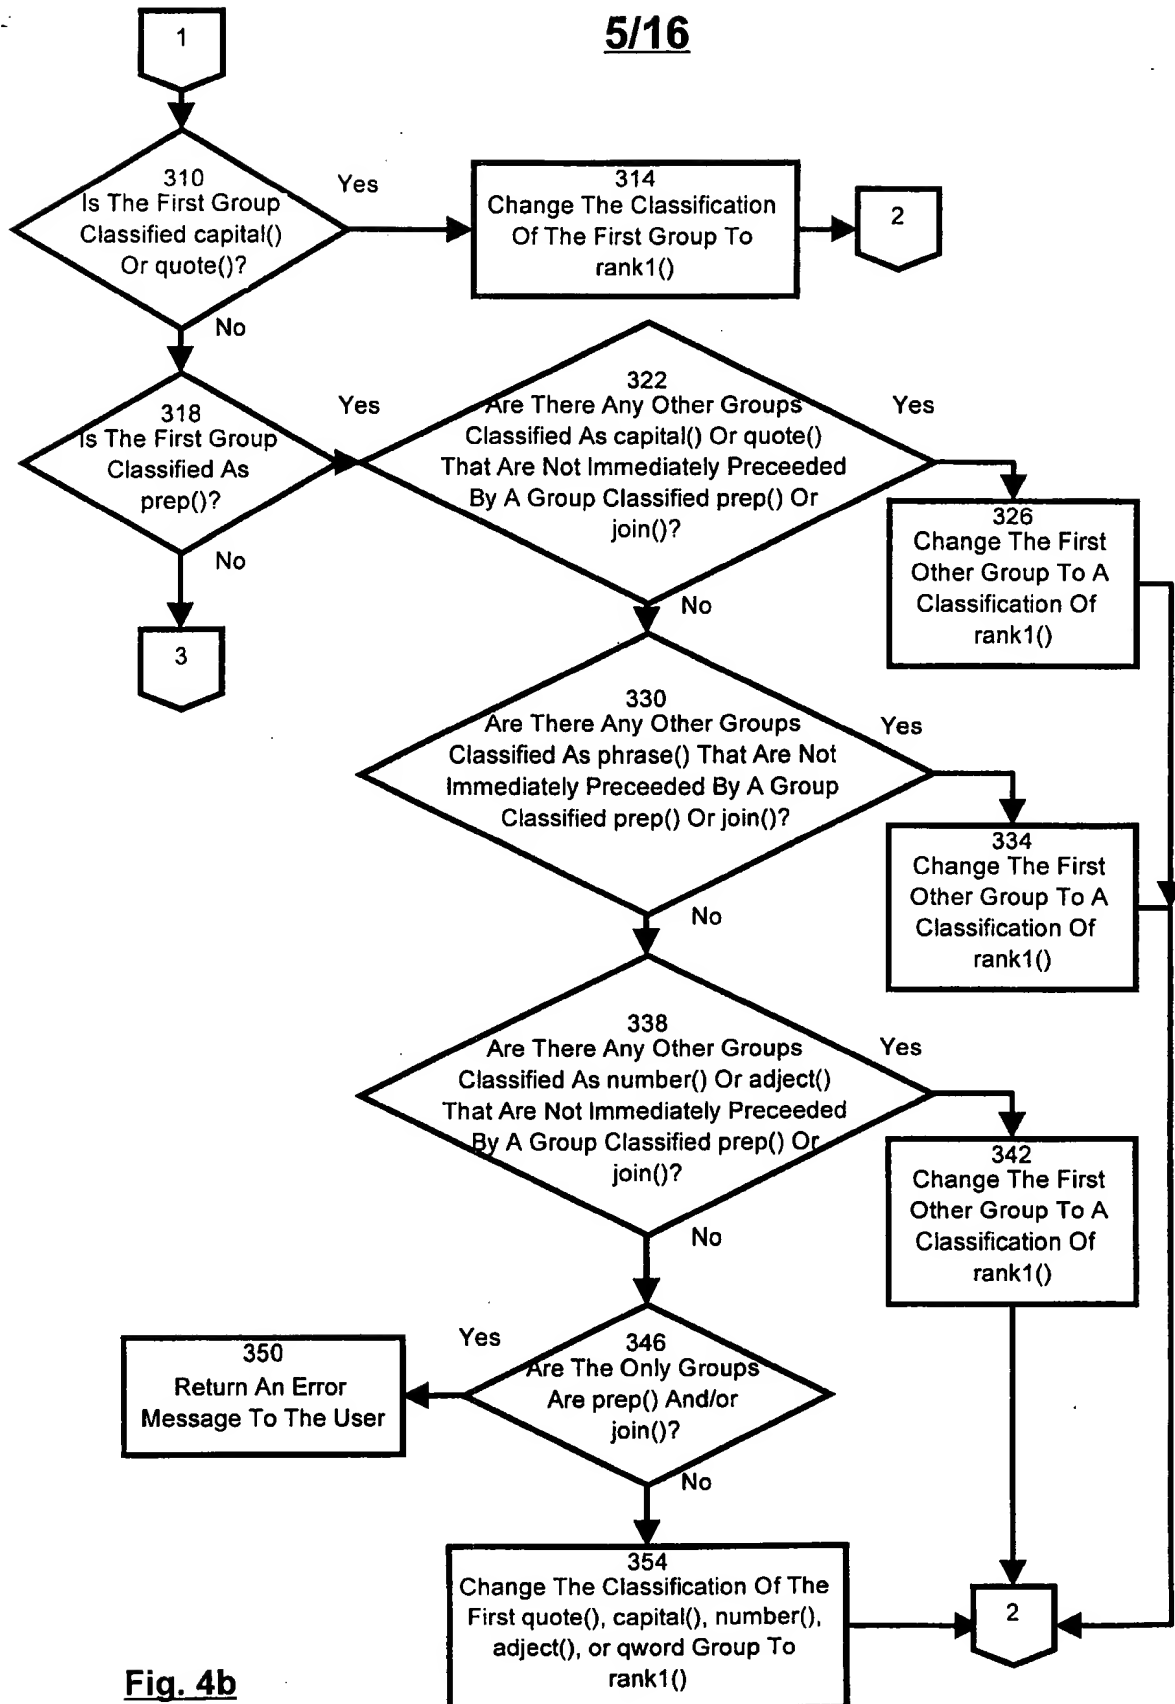 5/16
1
310
Is The First Group
Classified capital()
Or quote()?
Yes
314
Change The Classification
Of The First Group To
rank1()
2
No
318
Is The First Group
Classified As
prep()?
Yes
322
Are There Any Other Groups
Classified As capital() Or quote()
That Are Not Immediately Preceeded
By A Group Classified prep() Or
join()?
Yes
326
Change The First
Other Group To A
Classification Of
rank1()
No
3
No
330
Are There Any Other Groups
Classified As phrase() That Are Not
Immediately Preceeded By A Group
Classified prep() Or join()?
Yes
334
Change The First
Other Group To A
Classification Of
rank1()
No
338
Are There Any Other Groups
Classified As number() Or adject()
That Are Not Immediately Preceeded
By A Group Classified prep() Or
join()?
Yes
342
Change The First
Other Group To A
Classification Of
rank1()
No
346
Are The Only Groups
Are prep() And/or
join()?
Yes
350
Return An Error
Message To The User
No
354
Change The Classification Of The
First quote(), capital(), number(),
adject(), or qword Group To
rank1()
2
Fig. 4b